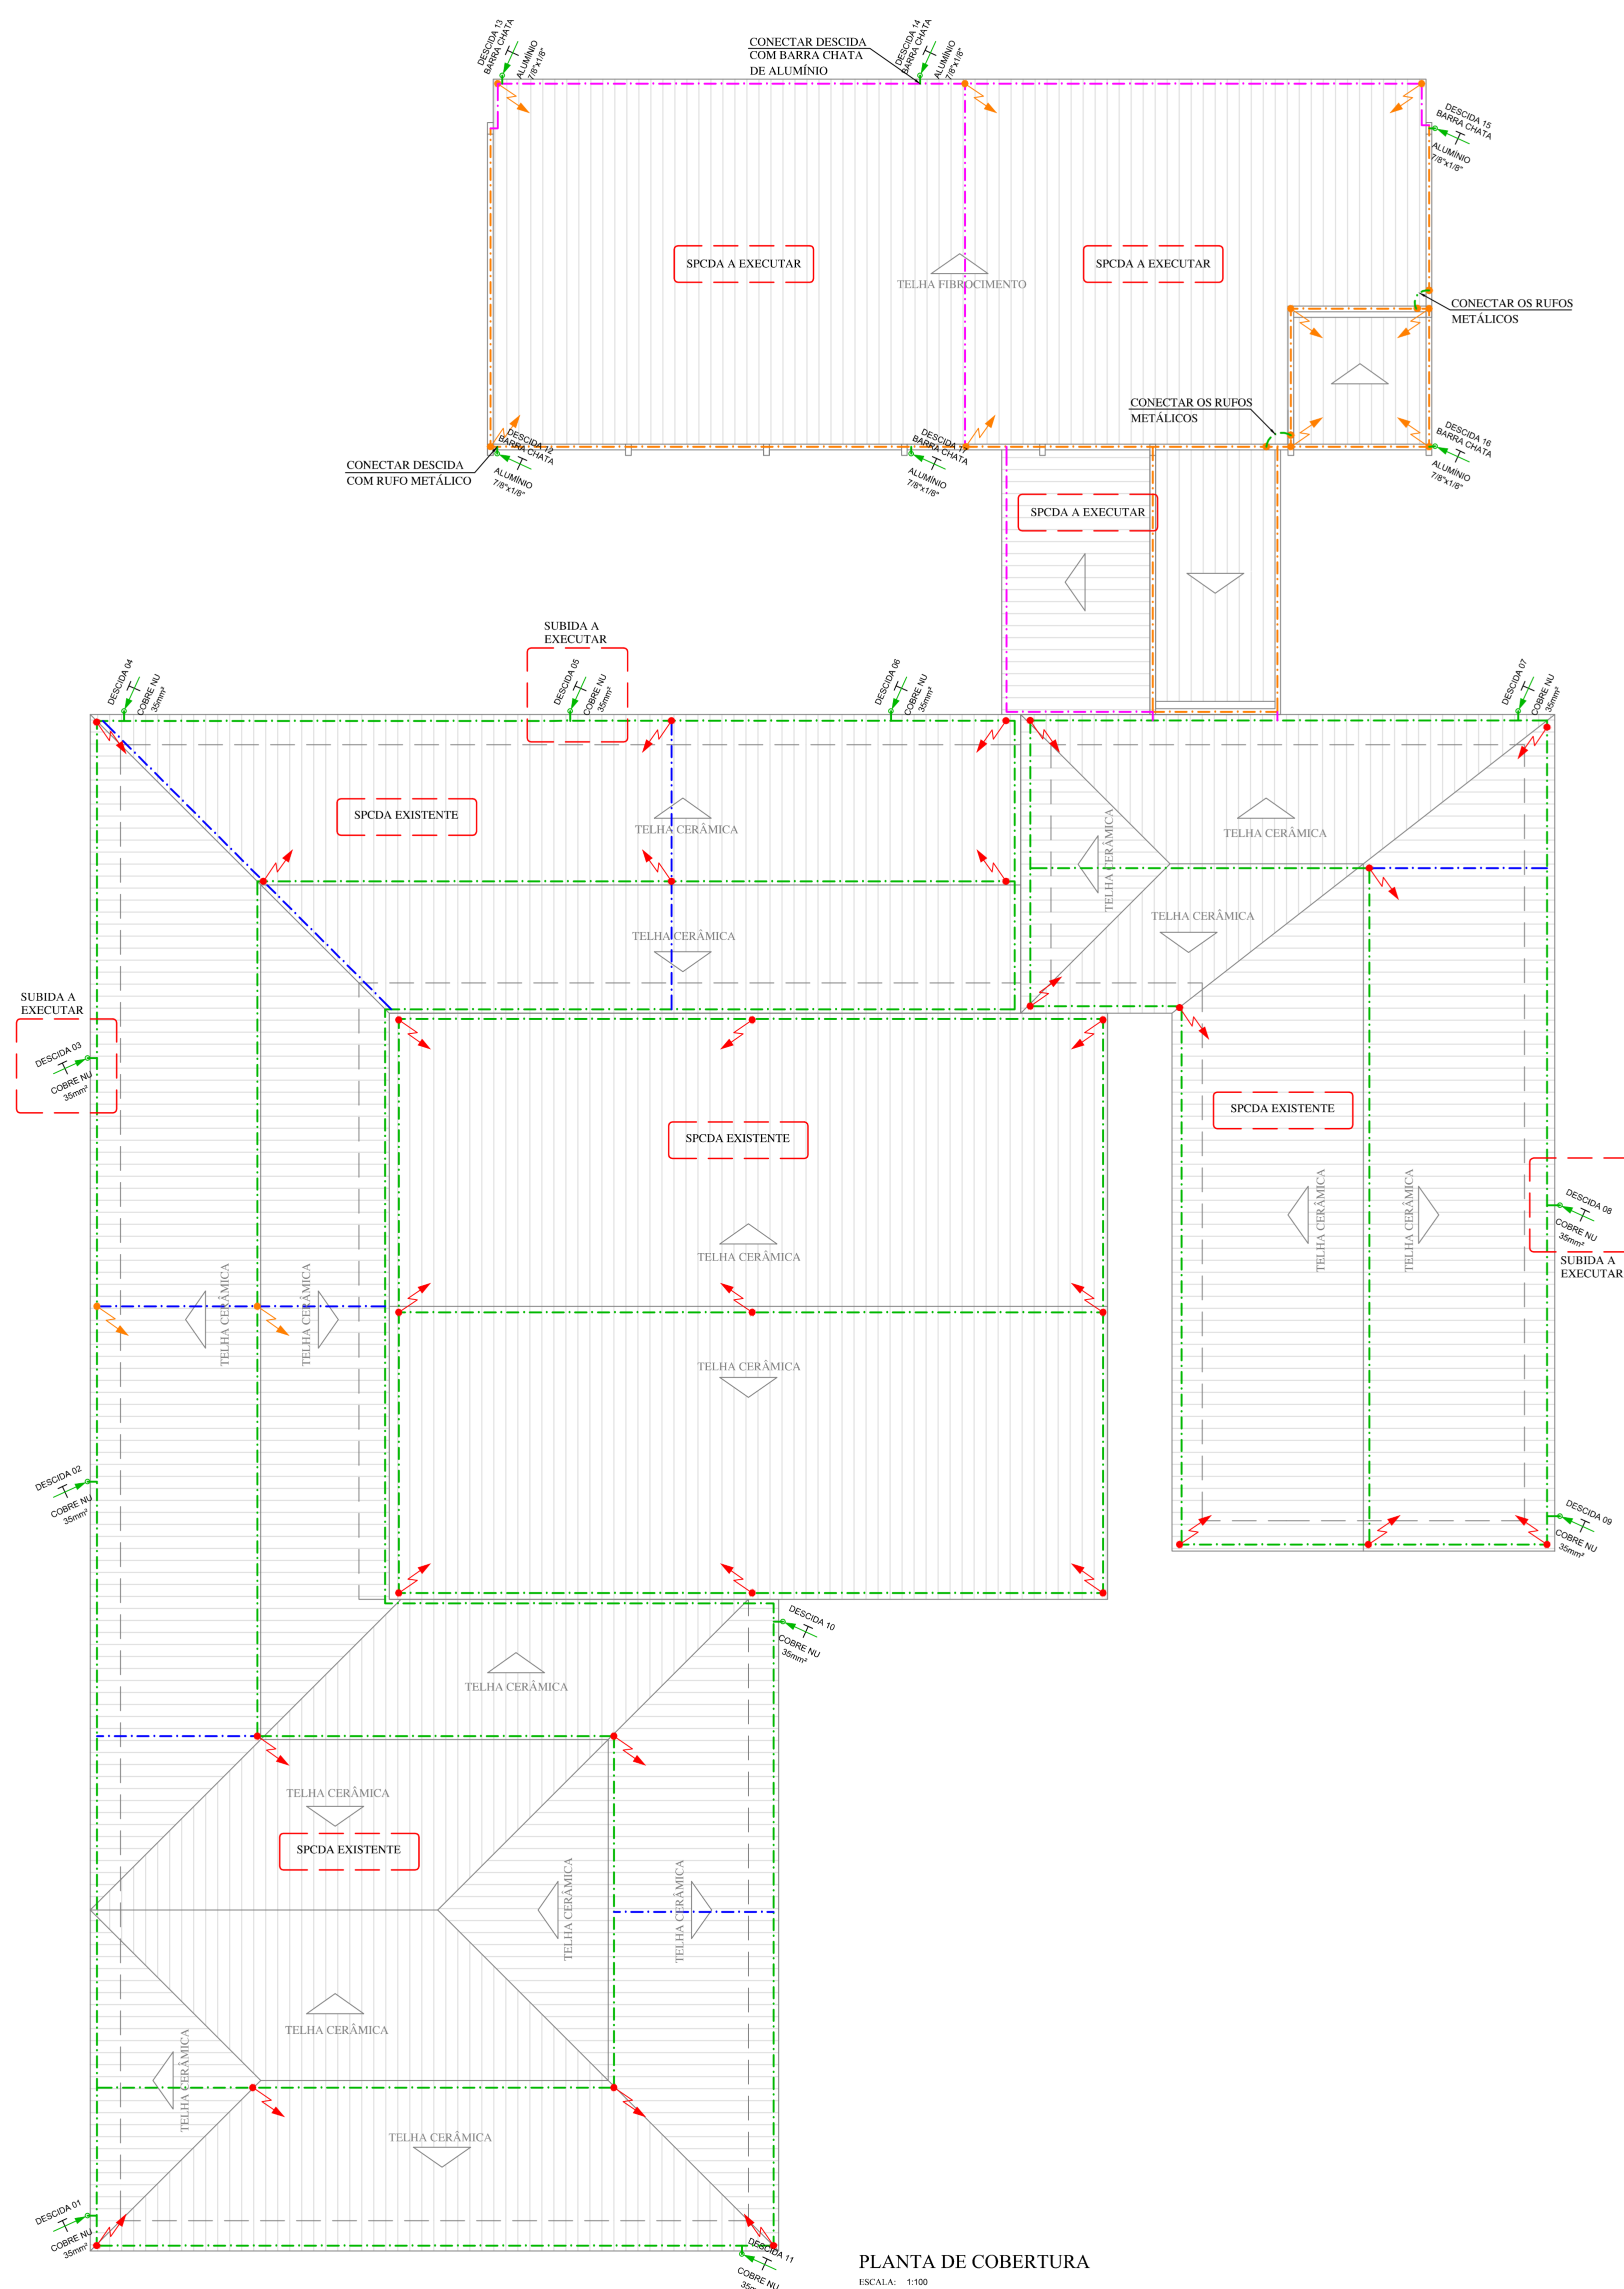 DESCIDA 13
BARRA CHATA
ALUMÍNIO
7/8"x1/8"
CONECTAR DESCIDA
COM BARRA CHATA
DE ALUMÍNIO
DESCIDA 14
BARRA CHATA
ALUMÍNIO
7/8"x1/8"
DESCIDA 15
BARRA CHATA
ALUMÍNIO
7/8"x1/8"
SPCDA A EXECUTAR
SPCDA A EXECUTAR
TELHA FIBROCIMENTO
CONECTAR OS RUFOS
METÁLICOS
CONECTAR OS RUFOS
METÁLICOS
DESCIDA 12
BARRA CHATA
ALUMÍNIO
7/8"x1/8"
CONECTAR DESCIDA
COM RUFO METÁLICO
DESCIDA 17
BARRA CHATA
ALUMÍNIO
7/8"x1/8"
DESCIDA 16
BARRA CHATA
ALUMÍNIO
7/8"x1/8"
SPCDA A EXECUTAR
SUBIDA A
EXECUTAR
DESCIDA 04
COBRE NU
35mm²
DESCIDA 05
COBRE NU
35mm²
DESCIDA 06
COBRE NU
35mm²
DESCIDA 07
COBRE NU
35mm²
SPCDA EXISTENTE
TELHA CERÂMICA
TELHA CERÂMICA
TELHA CERÂMICA
TELHA CERÂMICA
TELHA CERÂMICA
SUBIDA A
EXECUTAR
DESCIDA 03
COBRE NU
35mm²
SPCDA EXISTENTE
SPCDA EXISTENTE
TELHA CERÂMICA
TELHA CERÂMICA
DESCIDA 08
COBRE NU
35mm²
SUBIDA A
EXECUTAR
TELHA CERÂMICA
TELHA CERÂMICA
TELHA CERÂMICA
TELHA CERÂMICA
DESCIDA 02
COBRE NU
35mm²
DESCIDA 09
COBRE NU
35mm²
DESCIDA 10
COBRE NU
35mm²
TELHA CERÂMICA
TELHA CERÂMICA
SPCDA EXISTENTE
TELHA CERÂMICA
TELHA CERÂMICA
TELHA CERÂMICA
TELHA CERÂMICA
TELHA CERÂMICA
DESCIDA 01
COBRE NU
35mm²
DESCIDA 11
COBRE NU
PLANTA DE COBERTURA
ESCALA: 1:100